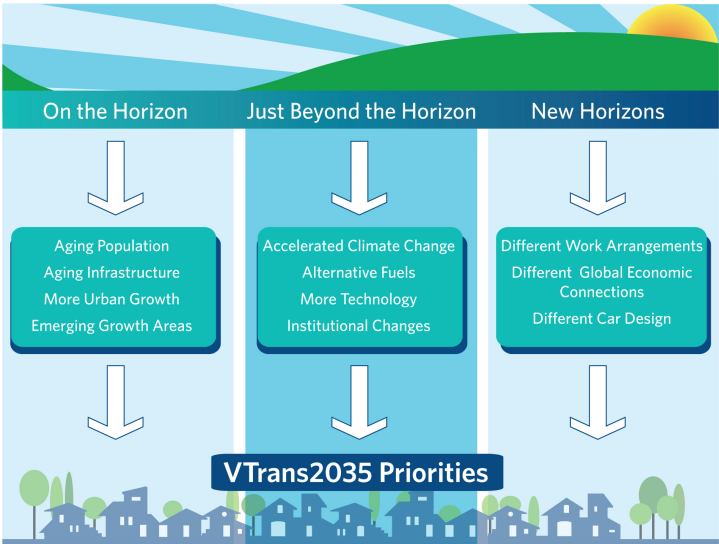 On the Horizon
Just Beyond the Horizon
New Horizons
Aging Population
Aging Infrastructure
More Urban Growth
Emerging Growth Areas
Accelerated Climate Change
Alternative Fuels
More Technology
Institutional Changes
Different Work Arrangements
Different Global Economic
Connections
Different Car Design
VTrans2035 Priorities